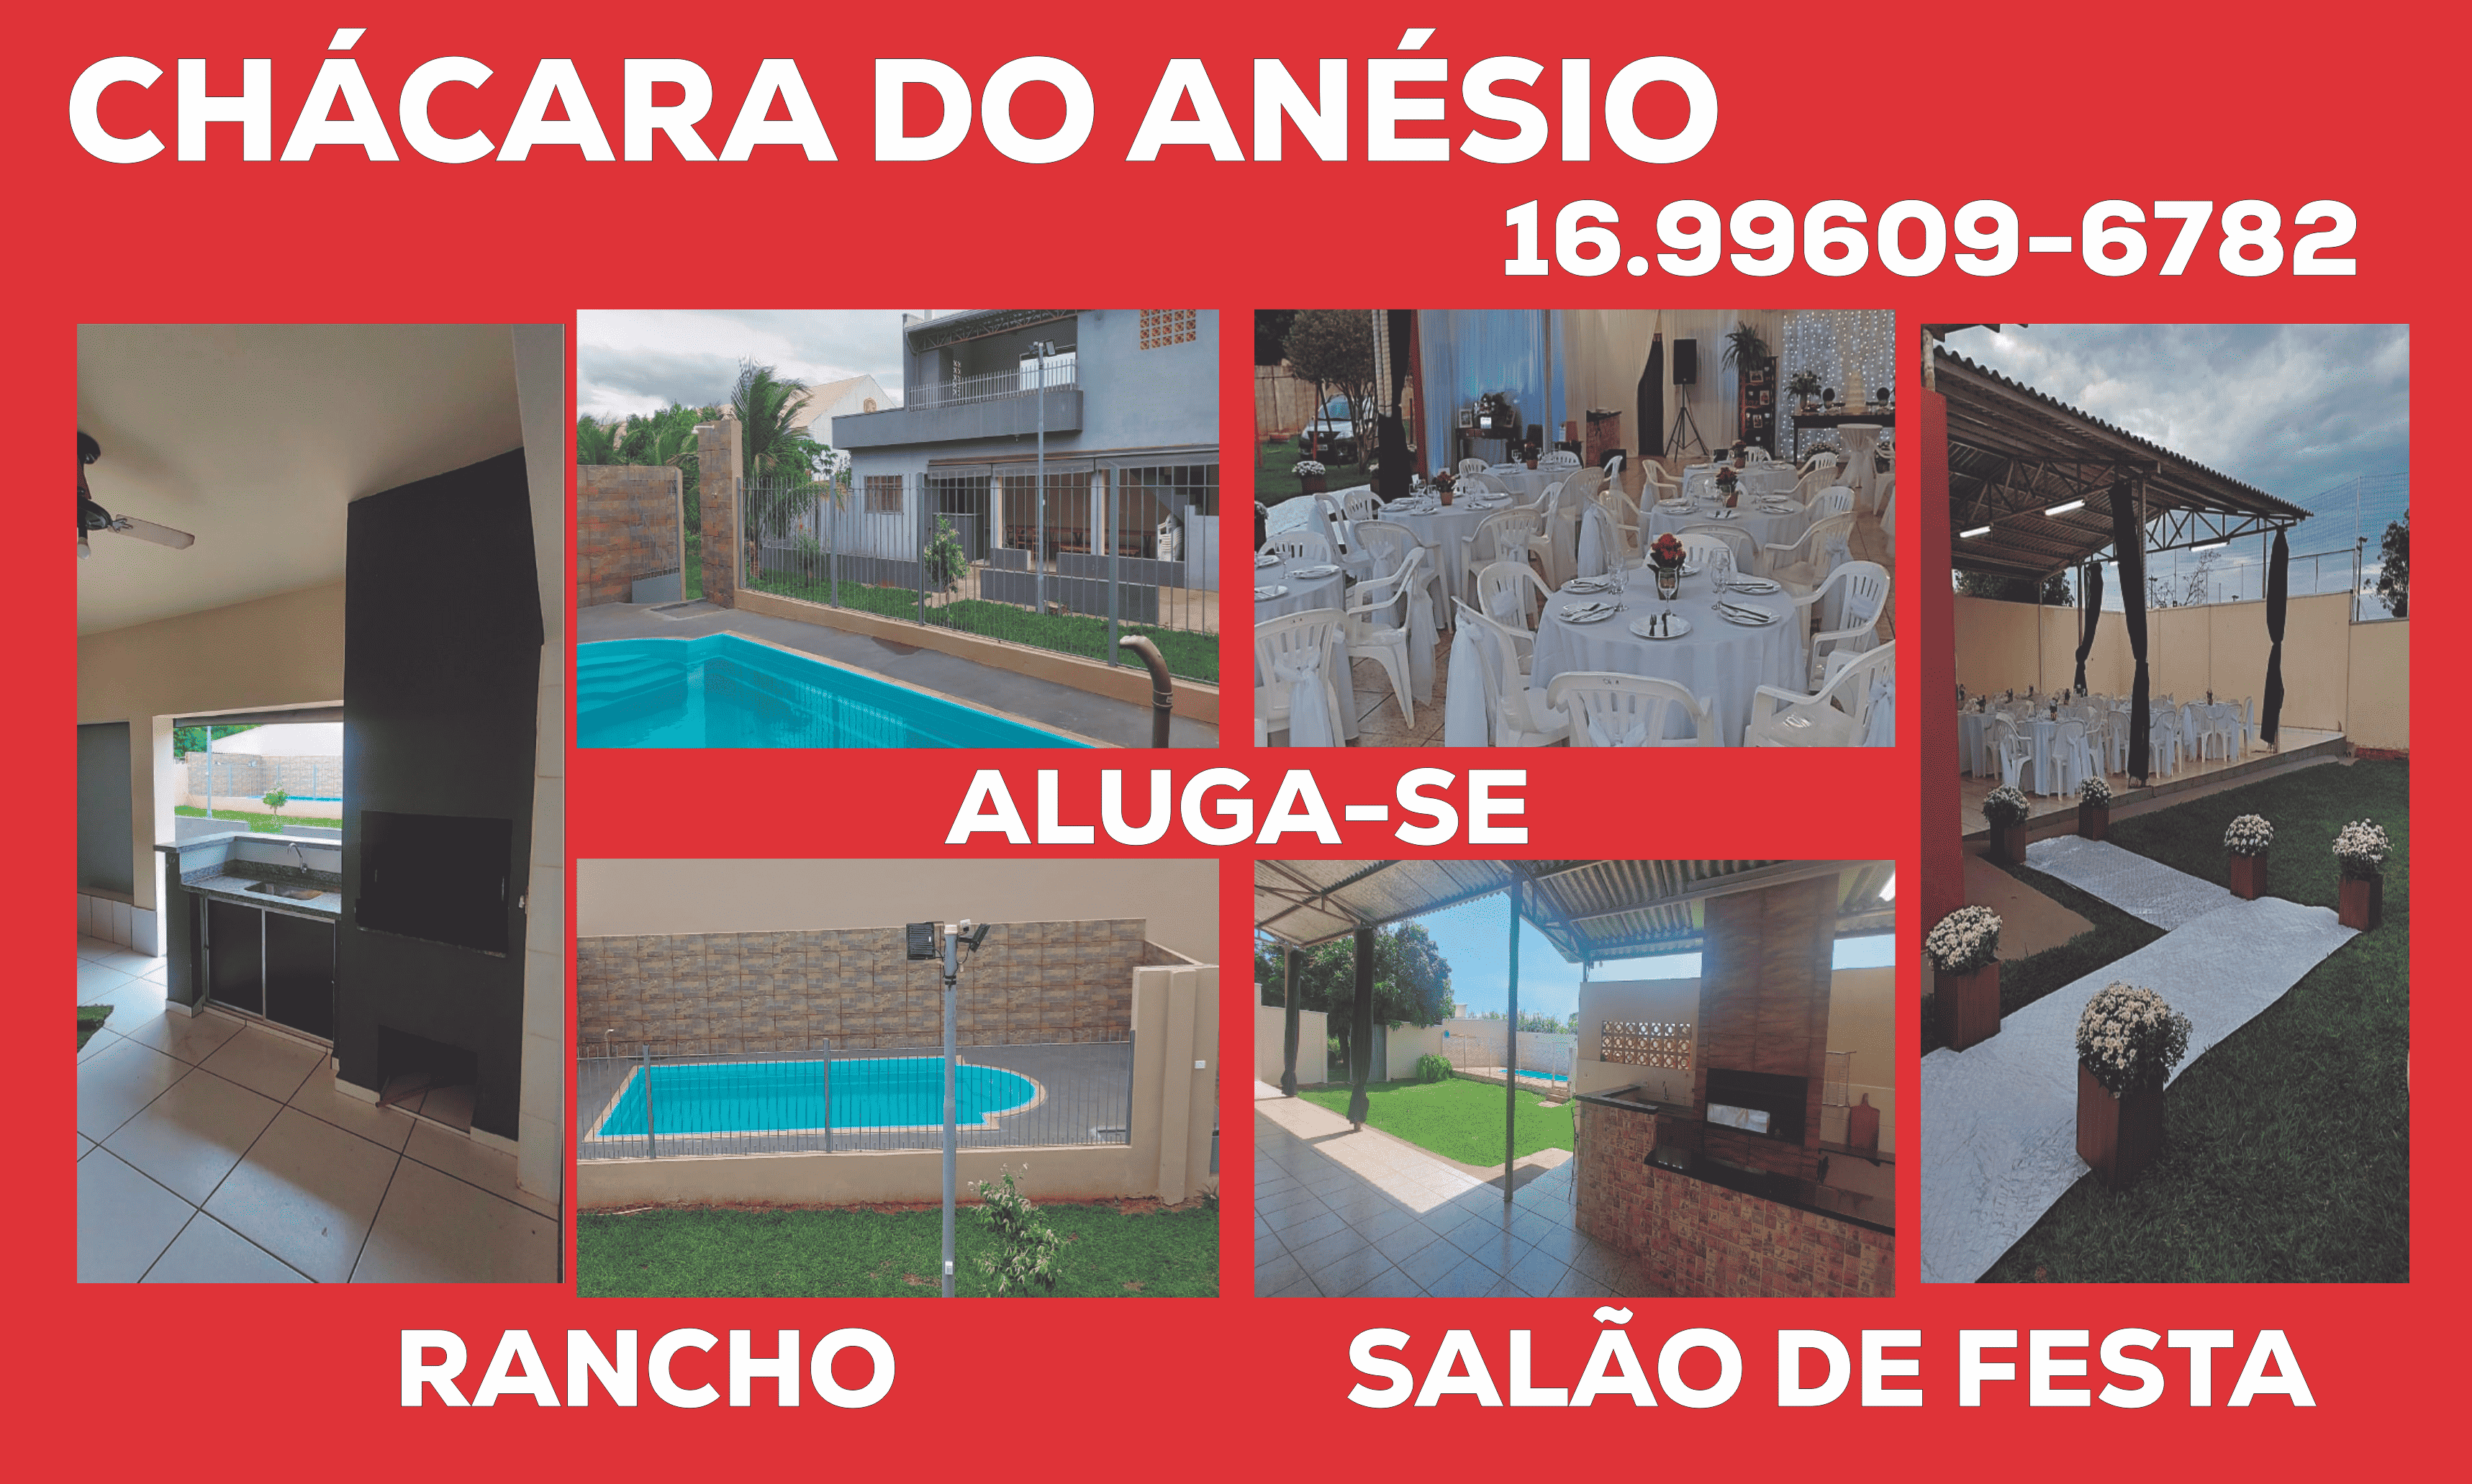 CHÁCARA DO ANÉSIO
16.99609-6782
ALUGA-SE
RANCHO
SALÃO DE FESTA